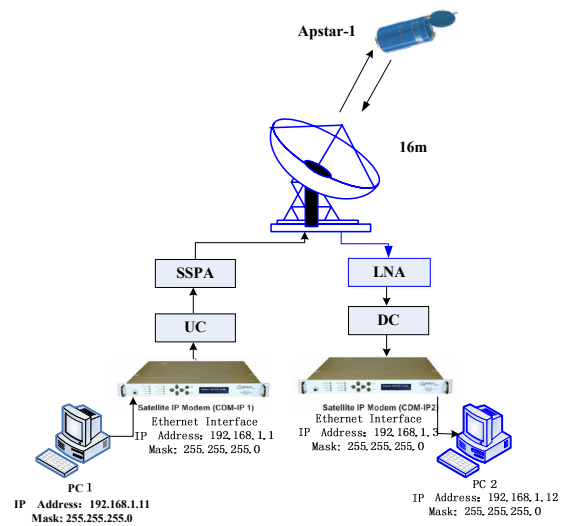 Apstar-1
16m
SSPA
LNA
UC
DC
Satellite IP Modem (CDM-IP 1)
Ethernet Interface
IP Address: 192.168.1.1
Mask: 255.255.255.0
Satellite IP Modem (CDM-IP2)
Ethernet Interface
IP Address: 192.168.1.3
Mask: 255.255.255.0
PC 1
IP Address: 192.168.1.11
Mask: 255.255.255.0
PC 2
IP Address: 192.168.1.12
Mask: 255.255.255.0